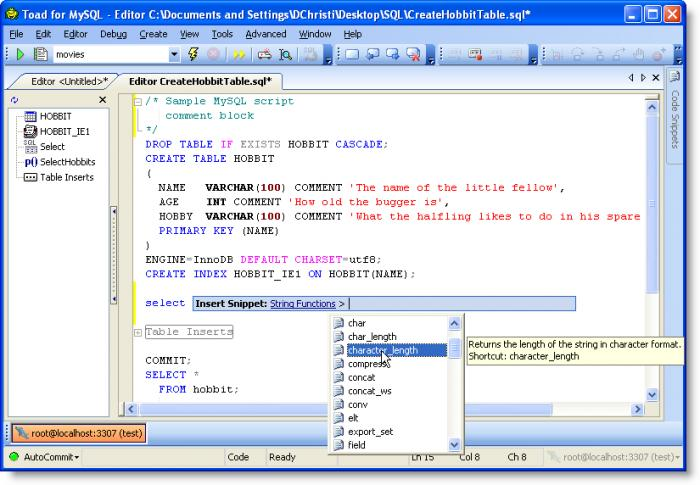 Toad for MySQL - Editor C:\Documents and Settings\DChristi\Desktop\SQL\CreateHobbitTable.sql*
File Edit Editor Debug Create View Tools Advanced Window Help
movies
Editor <Untitled>* Editor CreateHobbitTable.sql*
Code Snippets
HOBBIT
HOBBIT_IE1
SQL Select
p() SelectHobbits
Table Inserts
/* Sample MySQL script
comment block
*/
DROP TABLE IF EXISTS HOBBIT CASCADE;
CREATE TABLE HOBBIT
(
NAME VARCHAR(100) COMMENT 'The name of the little fellow',
AGE INT COMMENT 'How old the bugger is',
HOBBY VARCHAR(100) COMMENT 'What the halfling likes to do in his spare
PRIMARY KEY (NAME)
)
ENGINE=InnoDB DEFAULT CHARSET=utf8;
CREATE INDEX HOBBIT_IE1 ON HOBBIT(NAME);
select Insert Snippet: String Functions >
Table Inserts
COMMIT;
SELECT *
FROM hobbit;
char
char_length
character_length
compress
concat
concat_ws
conv
elt
export_set
field
Returns the length of the string in character format.
Shortcut: character_length
root@localhost:3307 (test)
AutoCommit Code Ready Ln 15 Col 8 Ch 8 root@localhost:3307 (test)